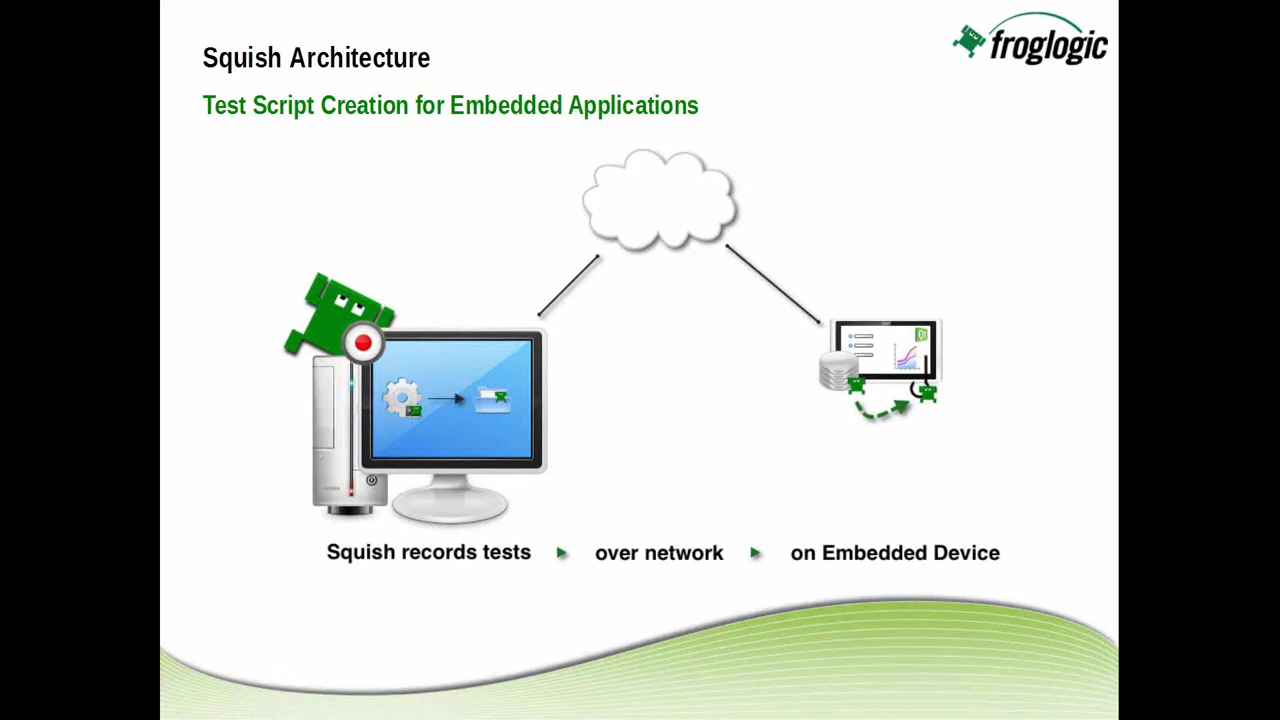 froglogic
Squish Architecture
Test Script Creation for Embedded Applications
Squish records tests
over network
on Embedded Device